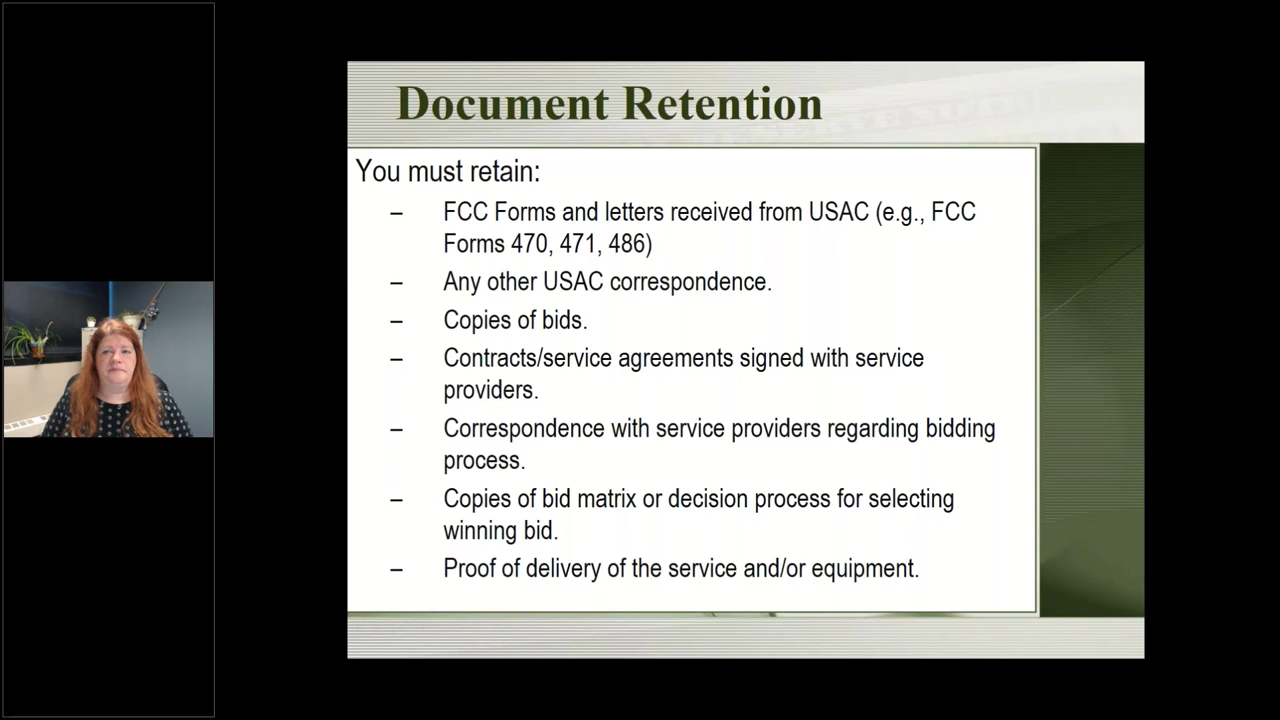 Document Retention
You must retain:
– FCC Forms and letters received from USAC (e.g., FCC
Forms 470, 471, 486)
– Any other USAC correspondence.
– Copies of bids.
– Contracts/service agreements signed with service
providers.
– Correspondence with service providers regarding bidding
process.
– Copies of bid matrix or decision process for selecting
winning bid.
– Proof of delivery of the service and/or equipment.